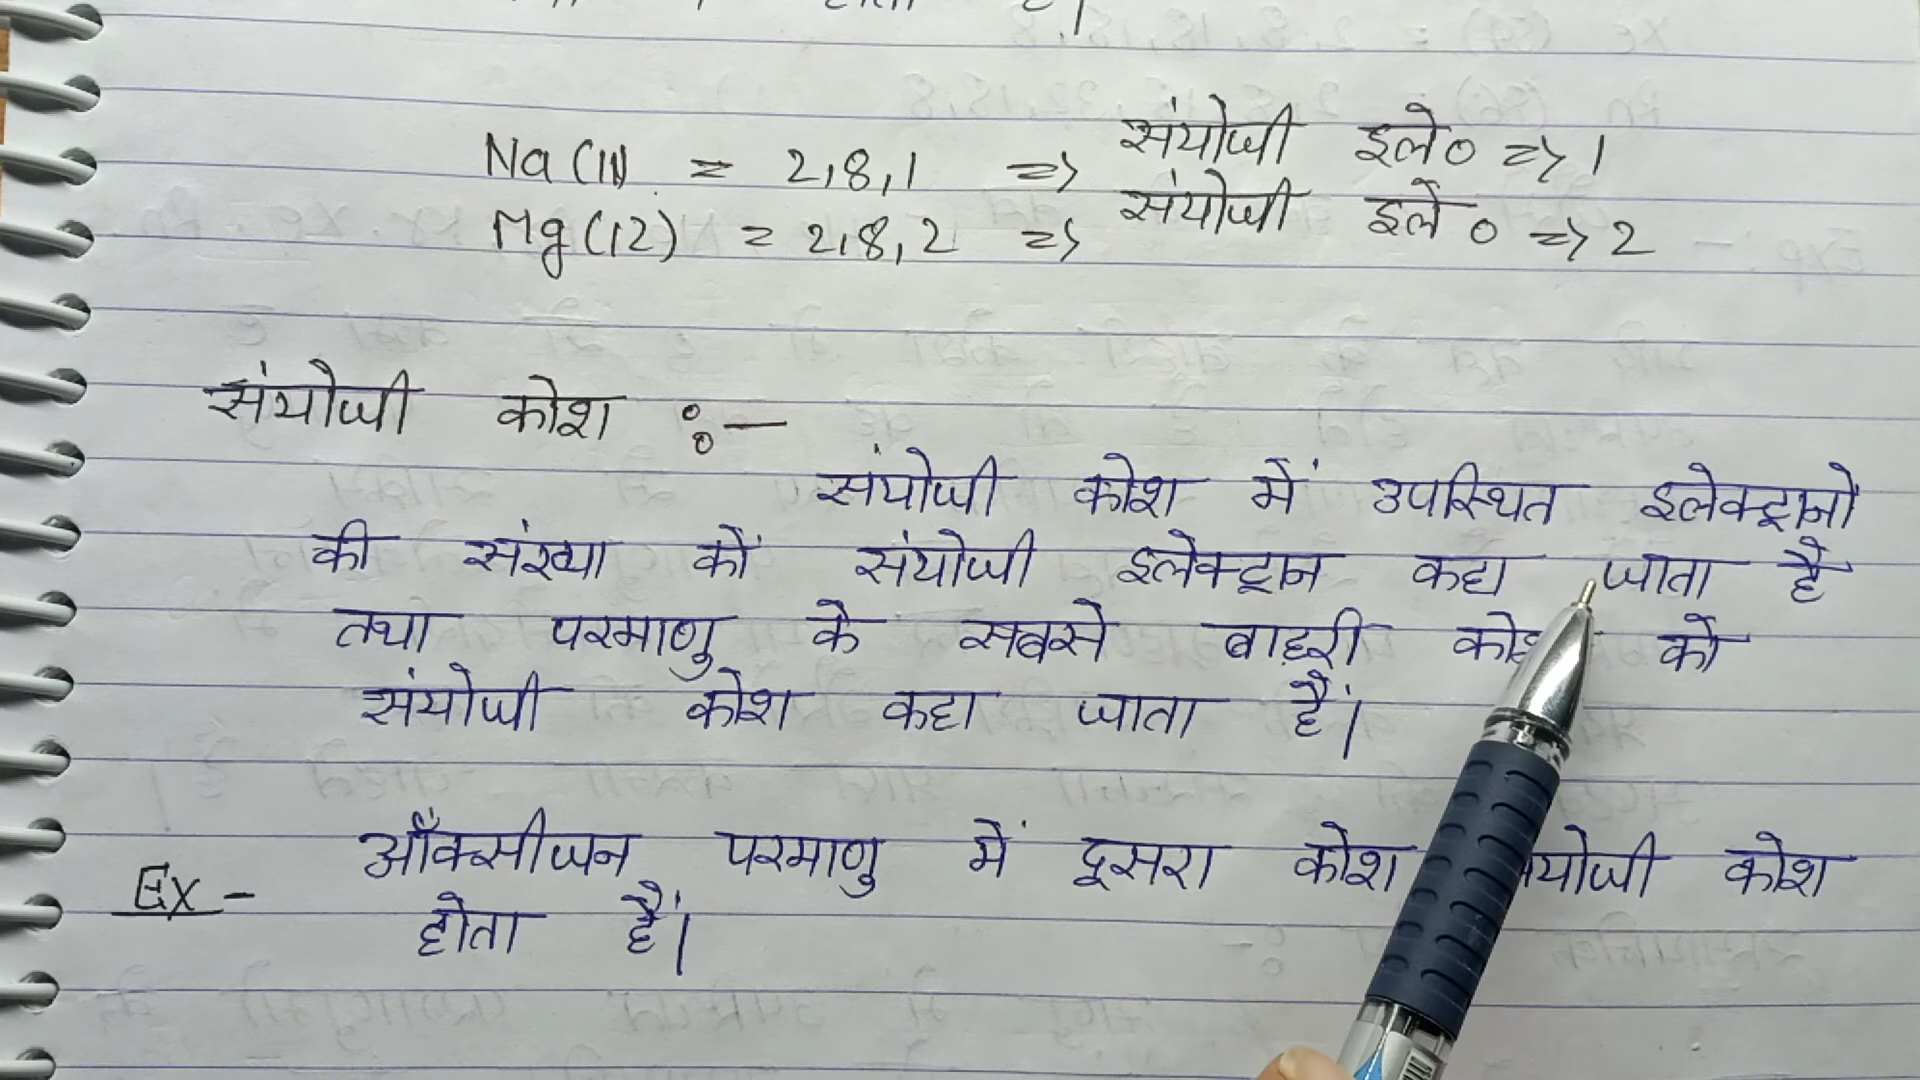 होता है।
Na (11) = 2,8,1 => संयोजी इले० => 1
Mg (12) = 2,8,2 => संयोजी इले० => 2
संयोजी कोश :-
संयोजी कोश में उपस्थित इलेक्ट्रानों
की संख्या कों संयोजी इलेक्ट्रान कहा जाता है
तथा परमाणु के सबसे बाहरी को
संयोजी कोश कहा जाता हैं।
Ex - ऑक्सीजन परमाणु में दूसरा कोश योजी कोश
होता हैं।